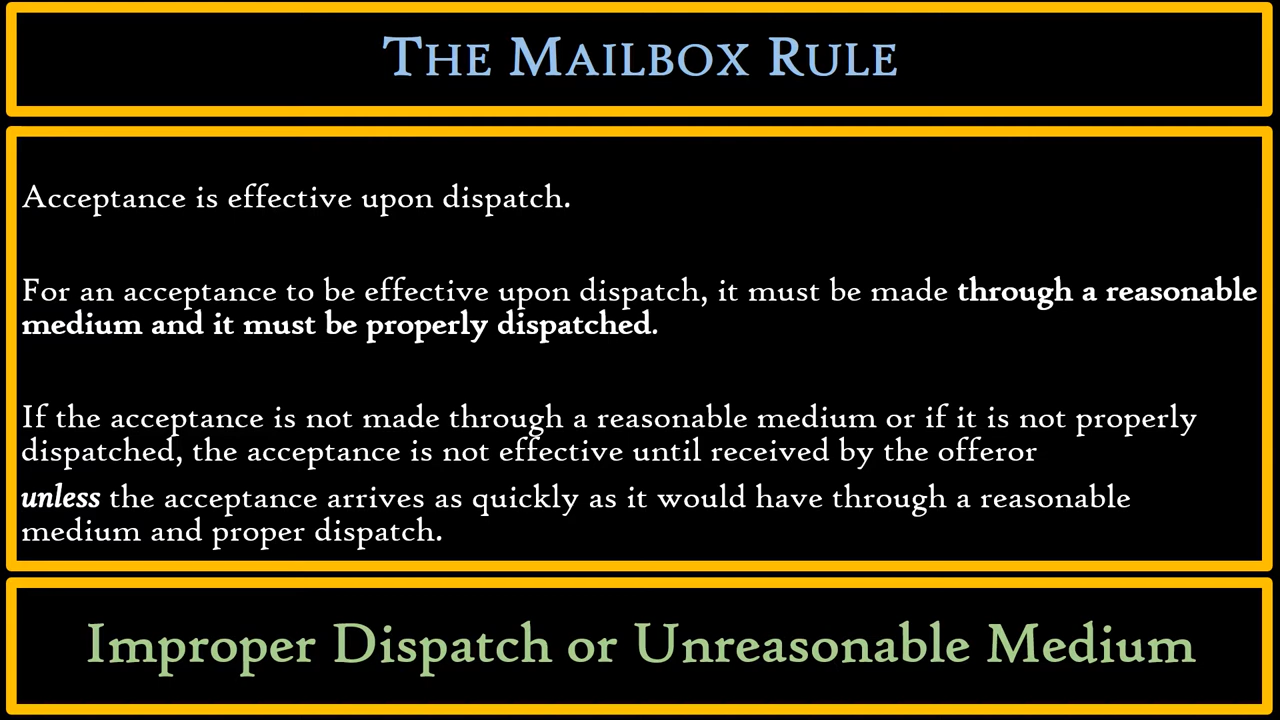 THE MAILBOX RULE
Acceptance is effective upon dispatch.
For an acceptance to be effective upon dispatch, it must be made through a reasonable
medium and it must be properly dispatched.
If the acceptance is not made through a reasonable medium or if it is not properly
dispatched, the acceptance is not effective until received by the offeror
unless the acceptance arrives as quickly as it would have through a reasonable
medium and proper dispatch.
Improper Dispatch or Unreasonable Medium